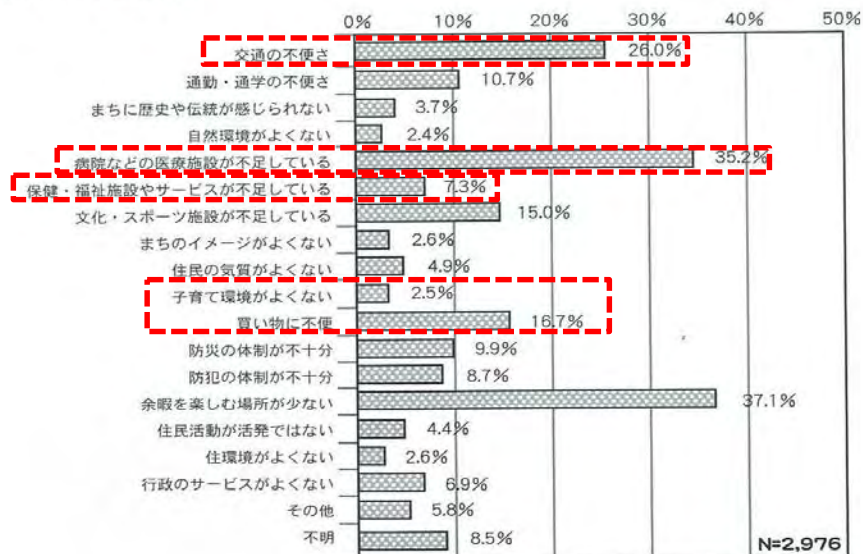 0% 10% 20% 30% 40% 50%
交通の不便さ 26.0%
通勤・通学の不便さ 10.7%
まちに歴史や伝統が感じられない 3.7%
自然環境がよくない 2.4%
病院などの医療施設が不足している 35.2%
保健・福祉施設やサービスが不足している 7.3%
文化・スポーツ施設が不足している 15.0%
まちのイメージがよくない 2.6%
住民の気質がよくない 4.9%
子育て環境がよくない 2.5%
買い物に不便 16.7%
防災の体制が不十分 9.9%
防犯の体制が不十分 8.7%
余暇を楽しむ場所が少ない 37.1%
住民活動が活発ではない 4.4%
住環境がよくない 2.6%
行政のサービスがよくない 6.9%
その他 5.8%
不明 8.5%
N=2,976